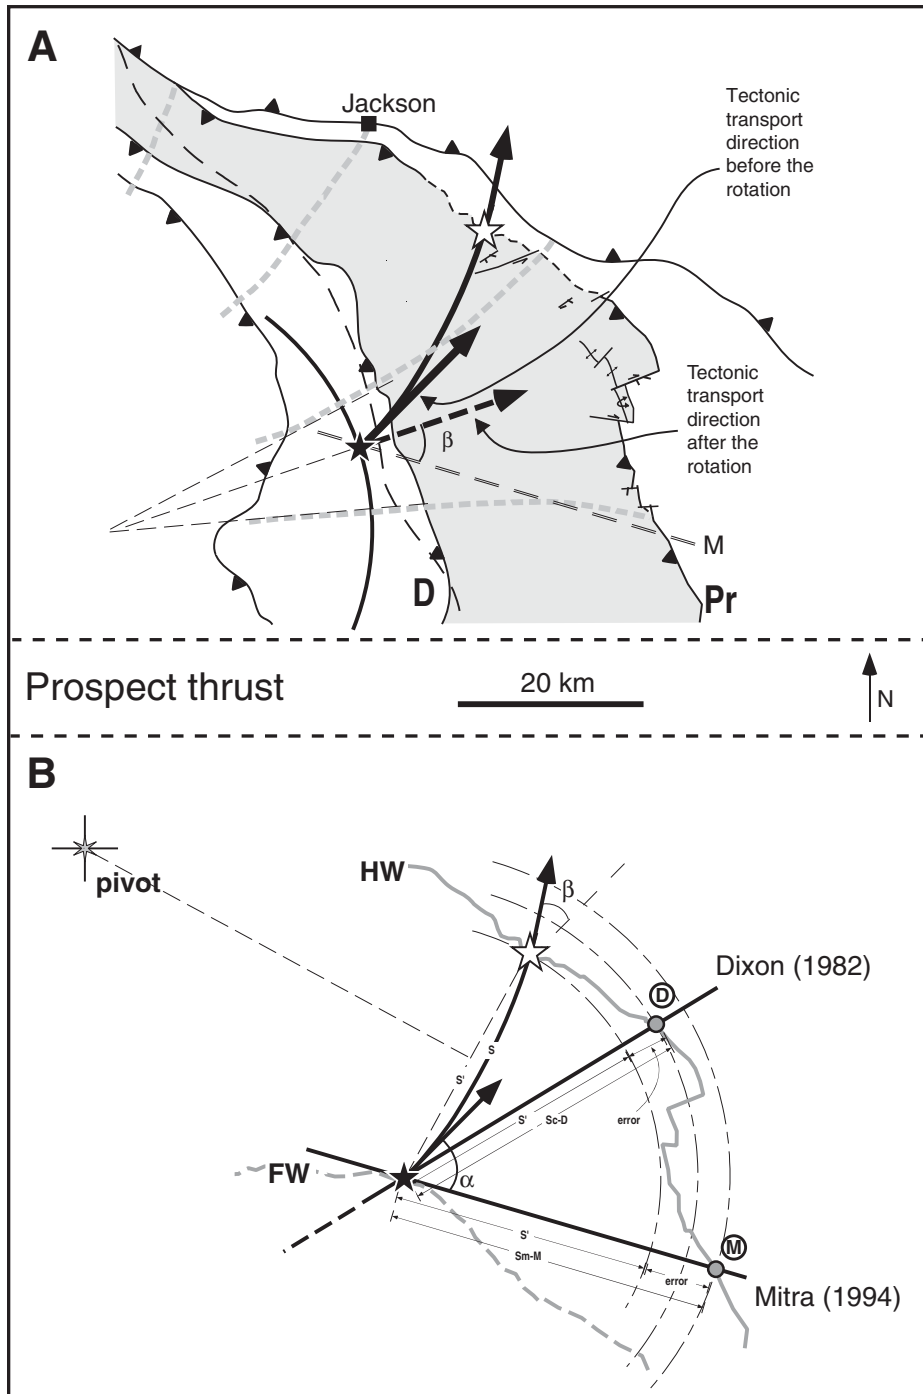 A
Jackson
Tectonic
transport
direction
before the
rotation
Tectonic
transport
direction
after the
rotation
β
M
D
Pr
Prospect thrust
20 km
N
B
pivot
HW
β
Dixon (1982)
D
S
S'
S' Sc-D error
FW
α
S'
Sm-M
error
M
Mitra (1994)